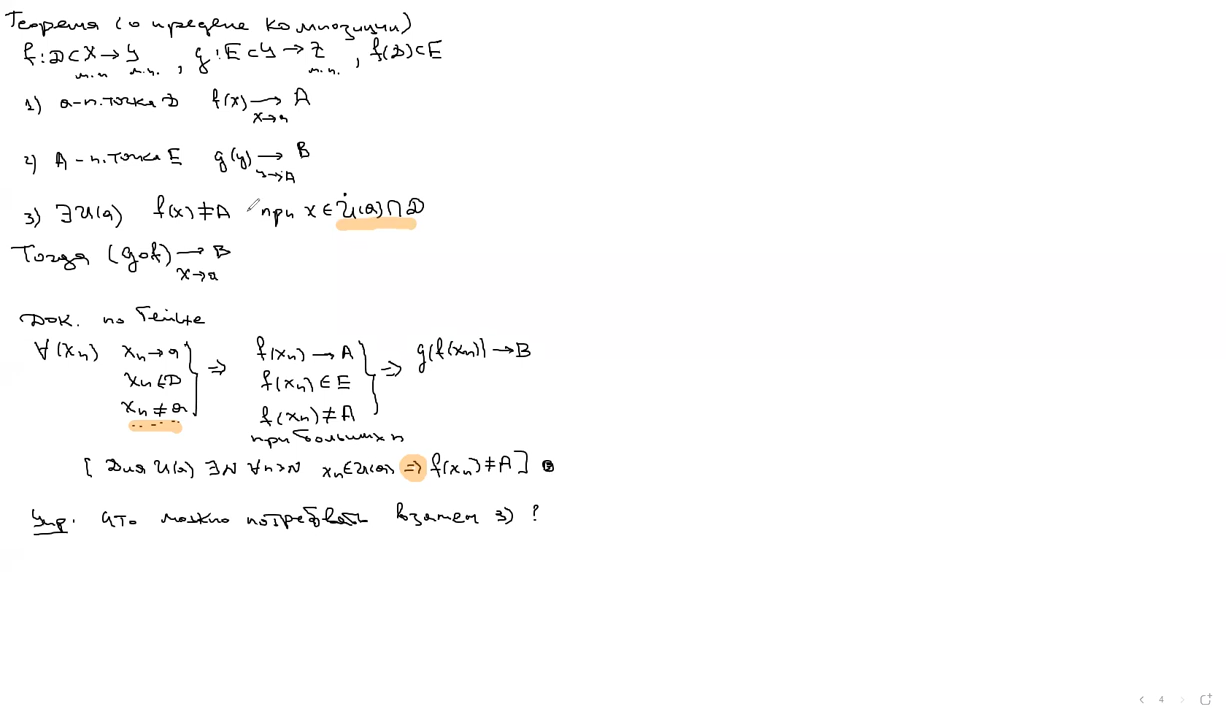 Теорема (о пределе композиции)
f : D ⊂ X → Y , g : E ⊂ Y → Z , f(D) ⊂ E
м.п. м.п. м.п.
1) a – п. точка D f(x) → A
x→a
2) A – п. точка E g(y) → B
y→A
3) ∃ U(a) f(x) ≠ A при x ∈ U̇(a) ∩ D
Тогда (g∘f) → B
x→a
Док. по Гейне
∀(xₙ) xₙ → a } ⇒ f(xₙ) → A } ⇒ g(f(xₙ)) → B
xₙ ∈ D f(xₙ) ∈ E
xₙ ≠ a f(xₙ) ≠ A
при больших n
[ Для U(a) ∃N ∀n>N xₙ ∈ U(a) ⇒ f(xₙ) ≠ A ]
Упр. Что можно потребовать взамен 3) ?
4